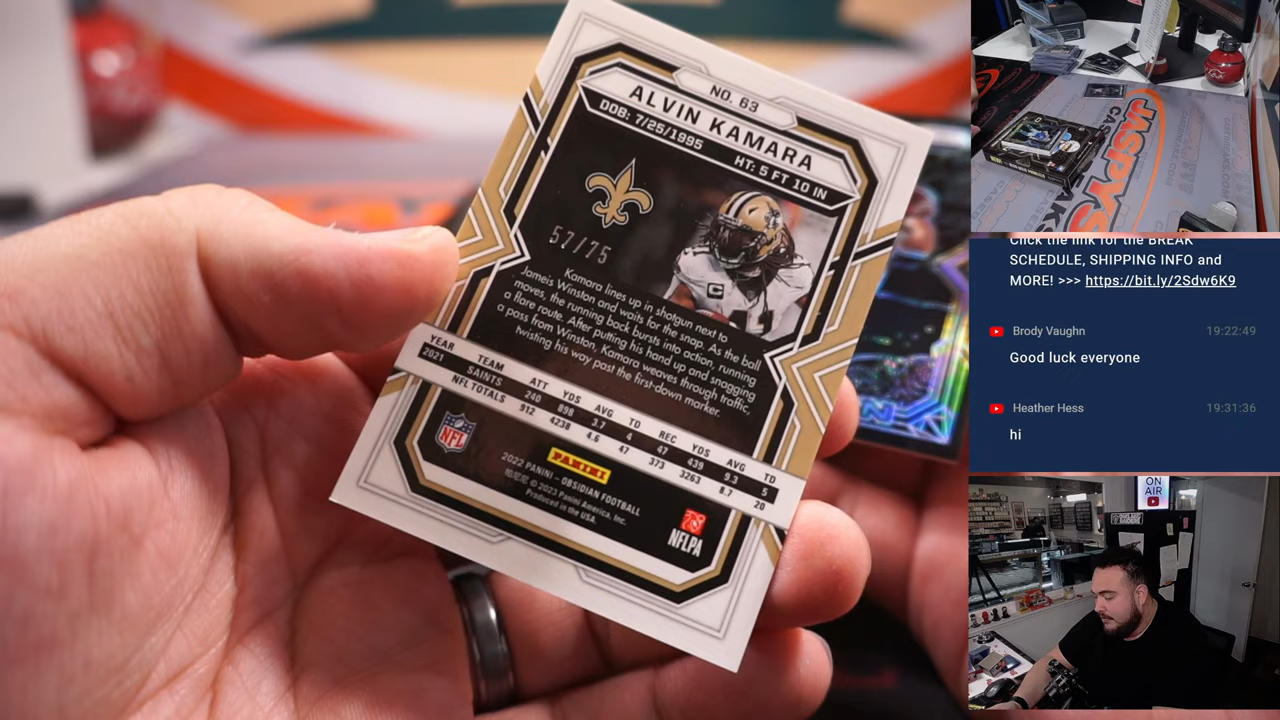 NO. 63
ALVIN KAMARA
DOB: 7/25/1995 HT: 5 FT 10 IN
57/75
Kamara lines up in shotgun next to
Jameis Winston and waits for the snap. As the ball
moves, the running back bursts into action, running
a flare route. After putting his hand up and snagging
a pass from Winston, Kamara weaves through traffic,
twisting his way past the first-down marker.
YEAR TEAM ATT YDS AVG TD REC YDS AVG TD
2021 SAINTS 240 898 3.7 4 47 439 9.3 5
NFL TOTALS 912 4238 4.6 47 373 3263 8.7 20
NFL
PANINI
2022 PANINI – OBSIDIAN FOOTBALL
帕尼尼 © 2023 Panini America, Inc.
Produced in the USA.
NFLPA
JASPYS
Click the link for the BREAK
SCHEDULE, SHIPPING INFO and
MORE! >>> https://bit.ly/2Sdw6K9
Brody Vaughn 19:22:49
Good luck everyone
Heather Hess 19:31:36
hi
ON
AIR